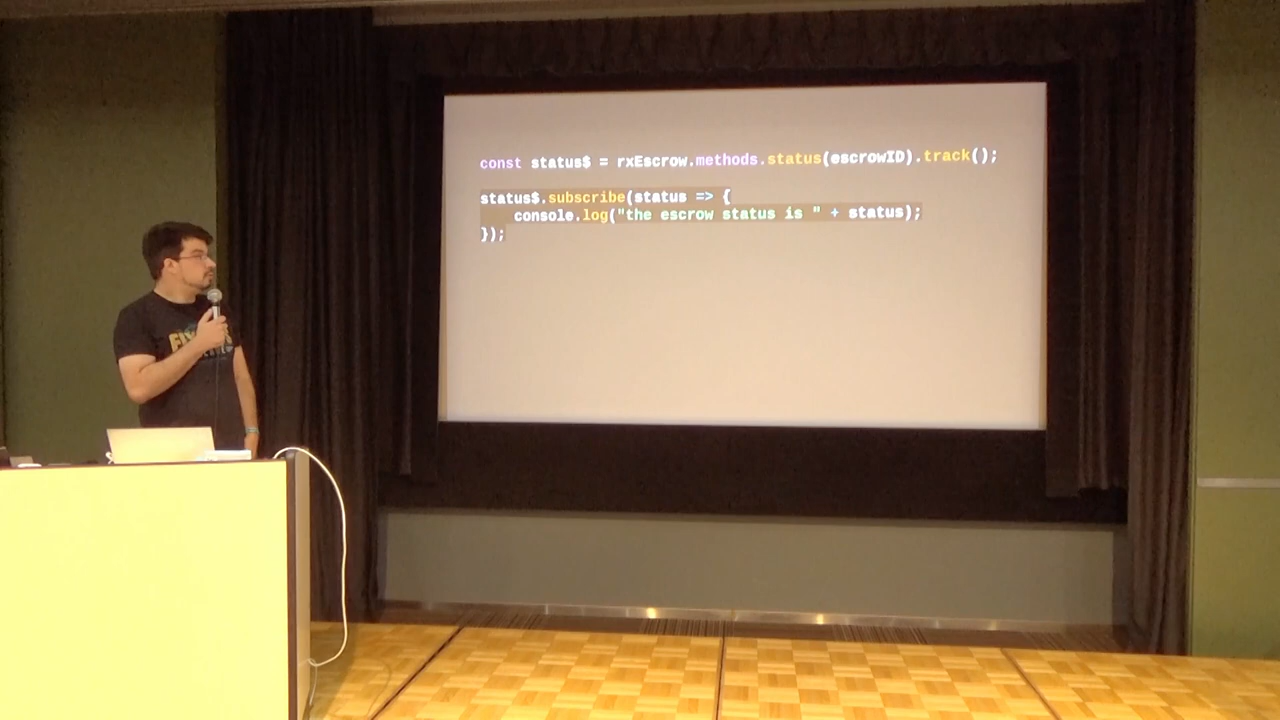 const status$ = rxEscrow.methods.status(escrowID).track();
status$.subscribe(status => {
    console.log("the escrow status is " + status);
});